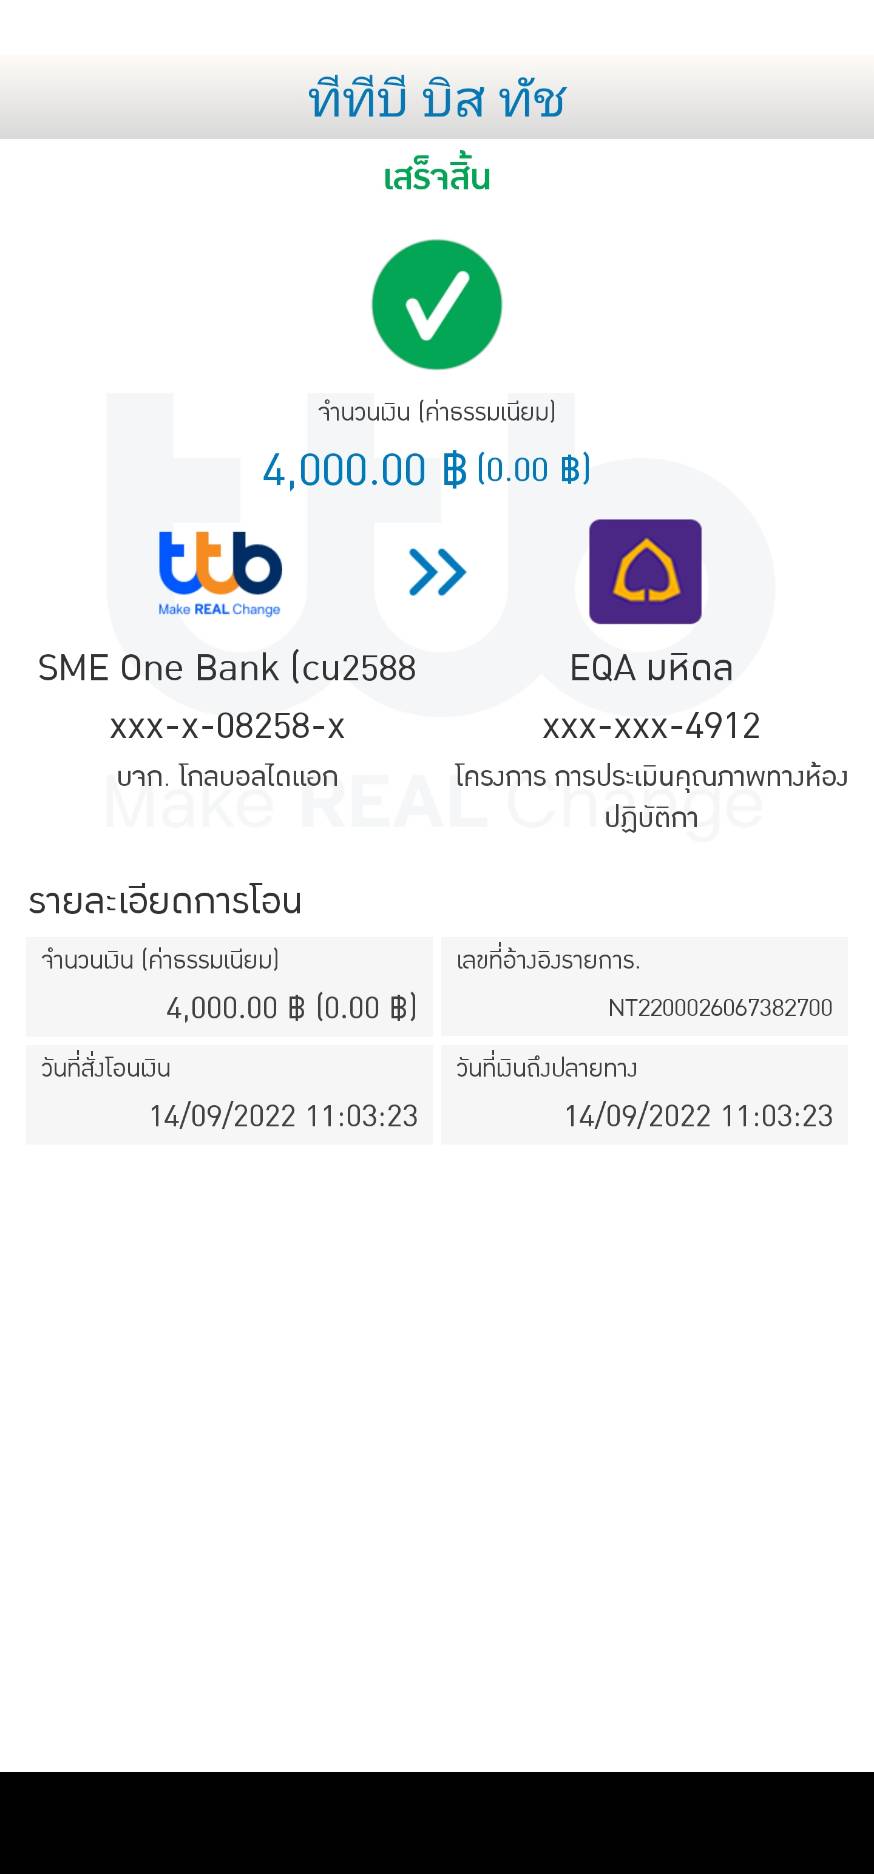 ทีทีบี บิส ทัช
เสร็จสิ้น
จำนวนเงิน (ค่าธรรมเนียม)
4,000.00 ฿ (0.00 ฿)
ttb
Make REAL Change
SME One Bank (cu2588
EQA มหิดล
xxx-x-08258-x
xxx-xxx-4912
บจก. โกลบอลไดแอก
โครงการ การประเมินคุณภาพทางห้อง
ปฏิบัติกา
ttb
Make REAL Change
รายละเอียดการโอน
จำนวนเงิน (ค่าธรรมเนียม)
4,000.00 ฿ (0.00 ฿)
เลขที่อ้างอิงรายการ.
NT2200026067382700
วันที่สั่งโอนเงิน
14/09/2022 11:03:23
วันที่เงินถึงปลายทาง
14/09/2022 11:03:23